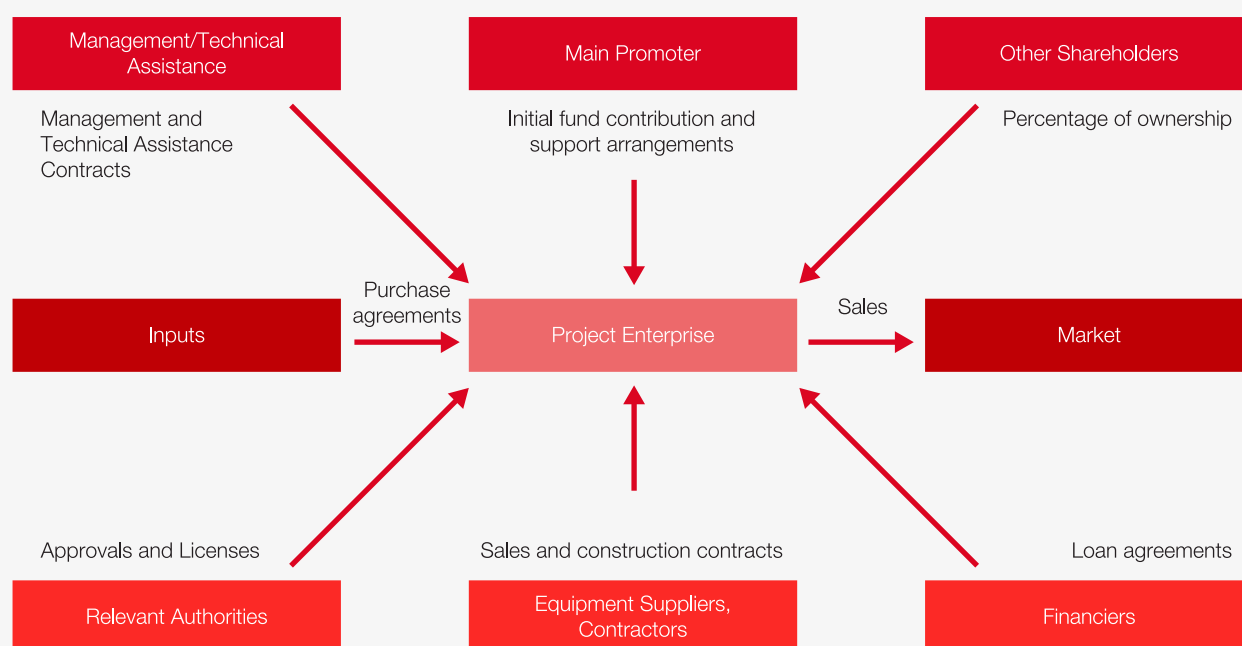 Management/Technical
Assistance
Main Promoter
Other Shareholders
Management and
Technical Assistance
Contracts
Initial fund contribution and
support arrangements
Percentage of ownership
Inputs
Purchase
agreements
Project Enterprise
Sales
Market
Approvals and Licenses
Sales and construction contracts
Loan agreements
Relevant Authorities
Equipment Suppliers,
Contractors
Financiers